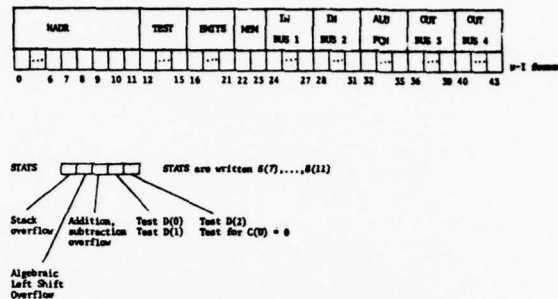 NADR TEST EMITS MEM IN BUS 1 IN BUS 2 ALU FCN OUT BUS 3 OUT BUS 4
0 6 7 8 9 10 11 12 15 16 21 22 23 24 27 28 31 32 35 36 39 40 43
STATS STATS are written S(7),...,S(11)
Stack overflow
Addition, subtraction overflow
Test D(0)
Test D(1)
Test D(2)
Test for C(U) = 0
Algebraic Left Shift Overflow